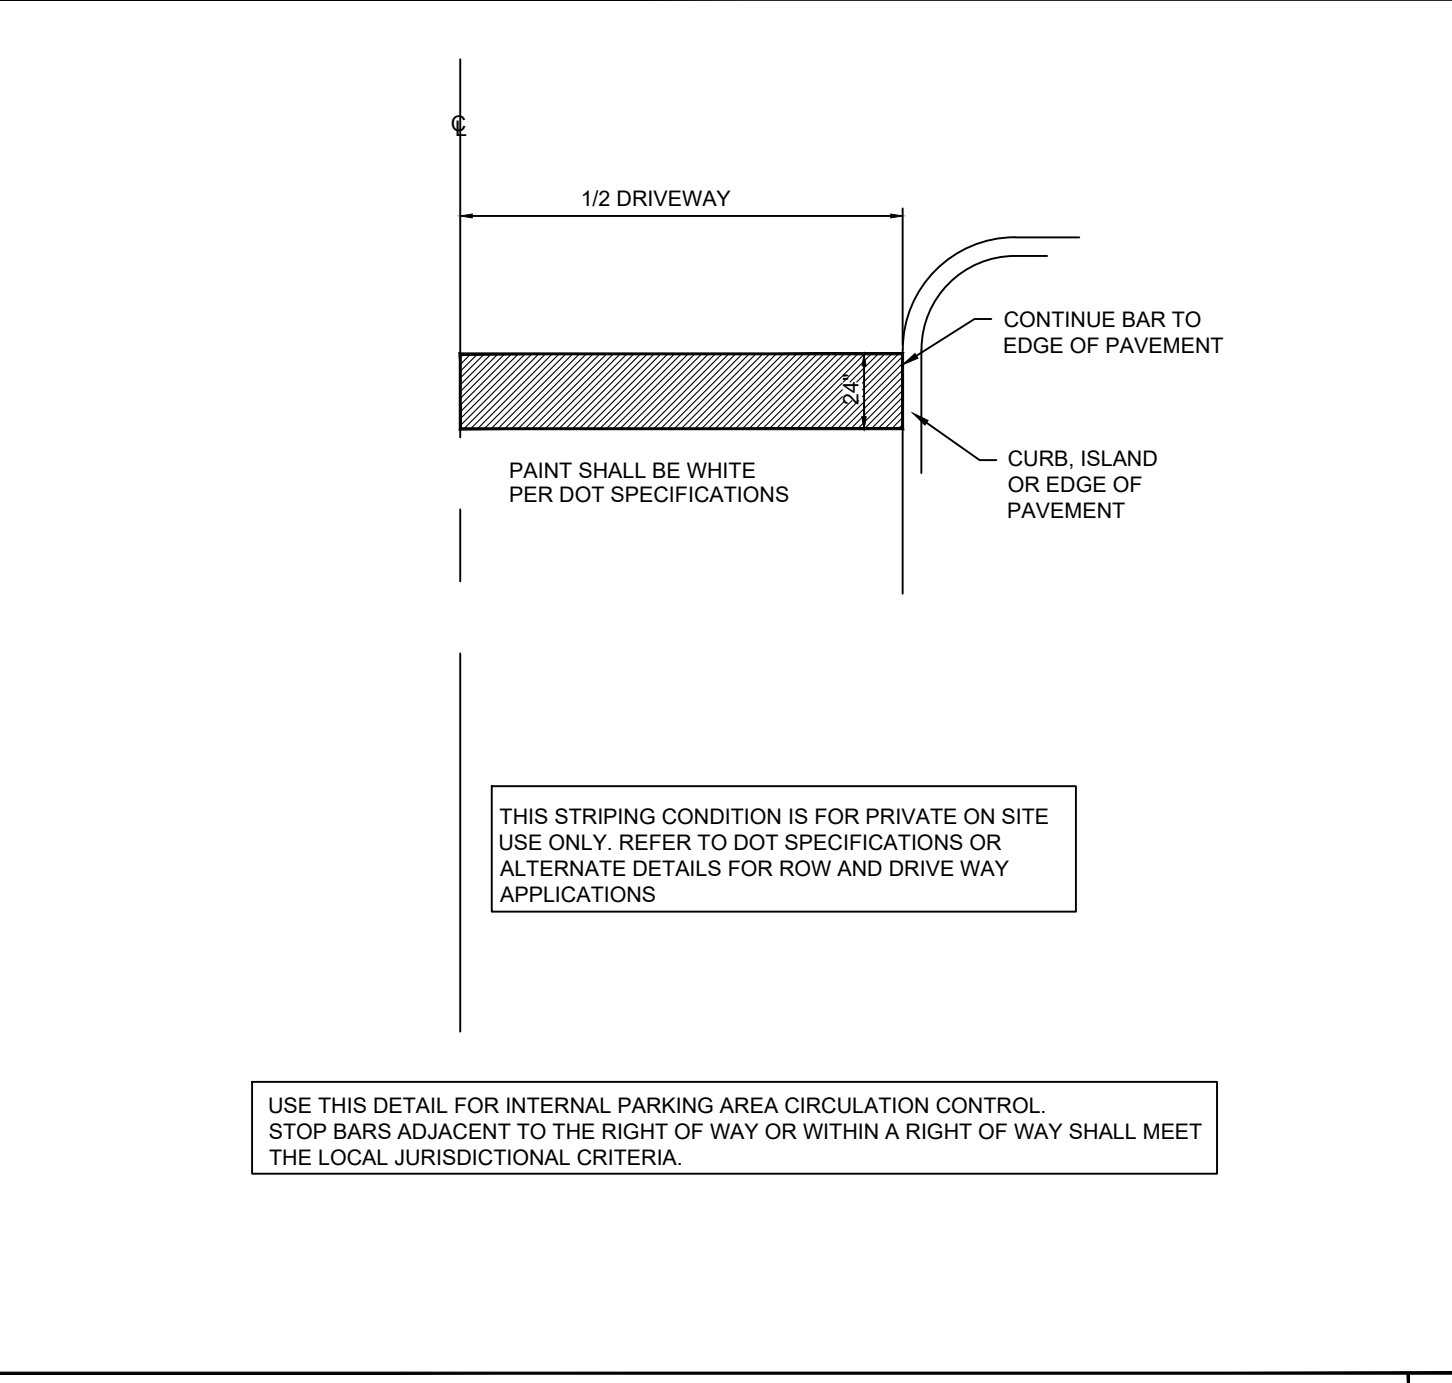 ℄
1/2 DRIVEWAY
CONTINUE BAR TO
EDGE OF PAVEMENT
24"
CURB, ISLAND
OR EDGE OF
PAVEMENT
PAINT SHALL BE WHITE
PER DOT SPECIFICATIONS
THIS STRIPING CONDITION IS FOR PRIVATE ON SITE
USE ONLY. REFER TO DOT SPECIFICATIONS OR
ALTERNATE DETAILS FOR ROW AND DRIVE WAY
APPLICATIONS
USE THIS DETAIL FOR INTERNAL PARKING AREA CIRCULATION CONTROL.
STOP BARS ADJACENT TO THE RIGHT OF WAY OR WITHIN A RIGHT OF WAY SHALL MEET
THE LOCAL JURISDICTIONAL CRITERIA.